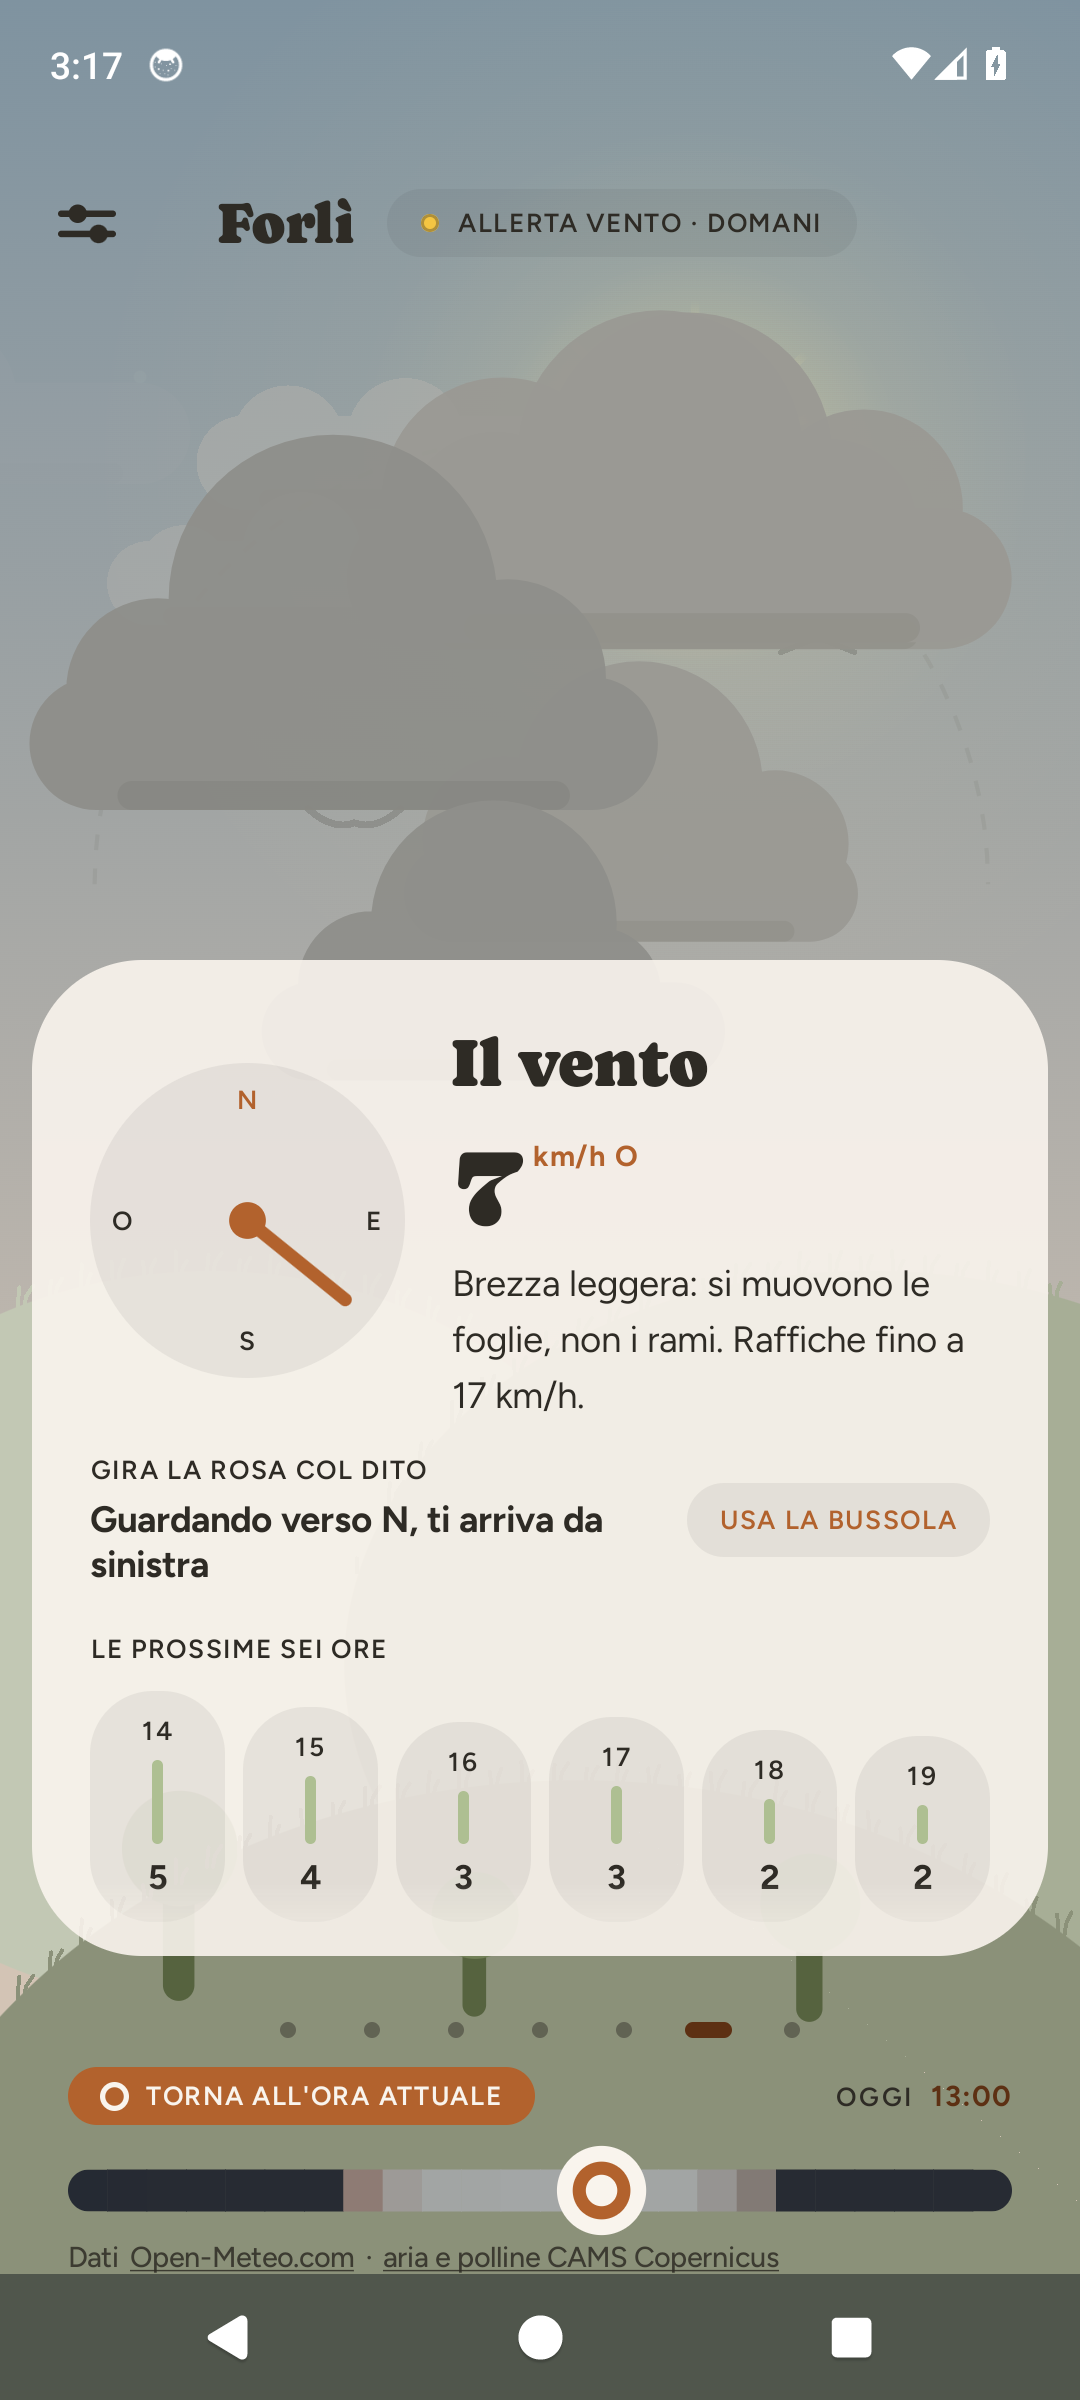 3:17
Forlì
ALLERTA VENTO · DOMANI
Il vento
7 km/h O
N
O
E
S
Brezza leggera: si muovono le
foglie, non i rami. Raffiche fino a
17 km/h.
GIRA LA ROSA COL DITO
Guardando verso N, ti arriva da
sinistra
USA LA BUSSOLA
LE PROSSIME SEI ORE
14 15 16 17 18 19
5 4 3 3 2 2
TORNA ALL'ORA ATTUALE
OGGI 13:00
Dati Open-Meteo.com · aria e polline CAMS Copernicus